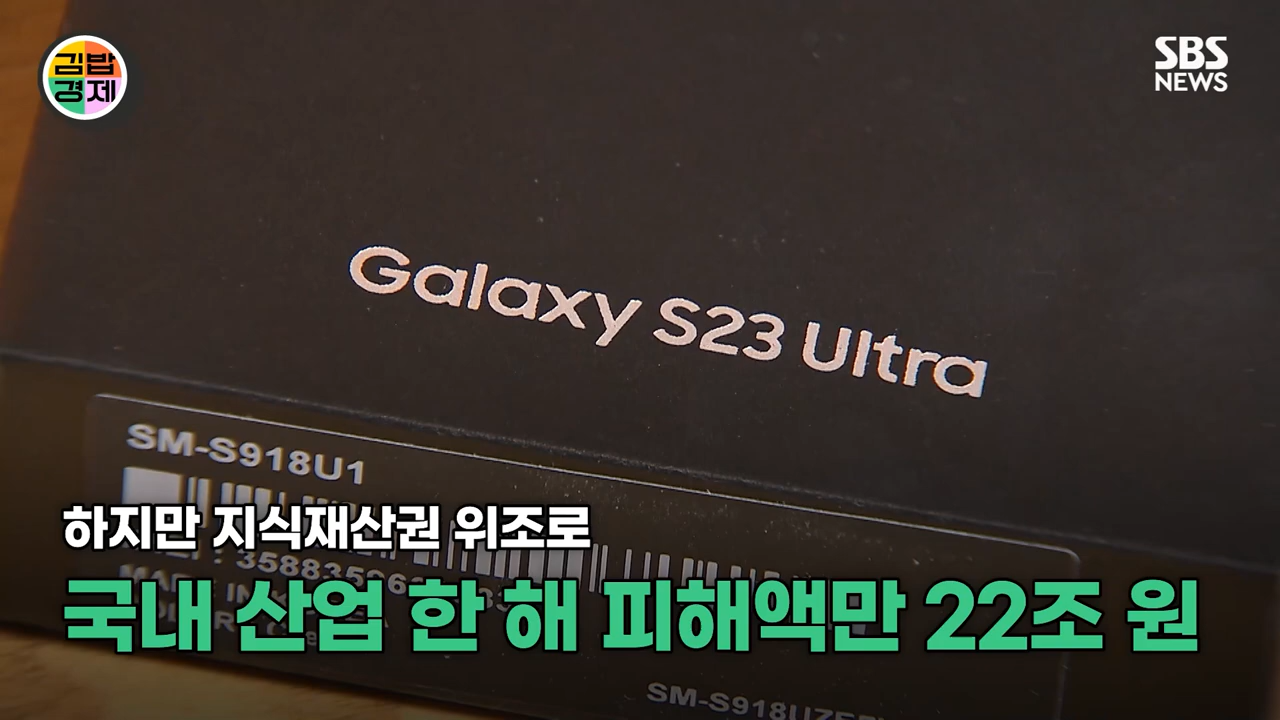 김밥
경제
SBS
NEWS
Galaxy S23 Ultra
SM-S918U1
하지만 지식재산권 위조로
국내 산업 한 해 피해액만 22조 원